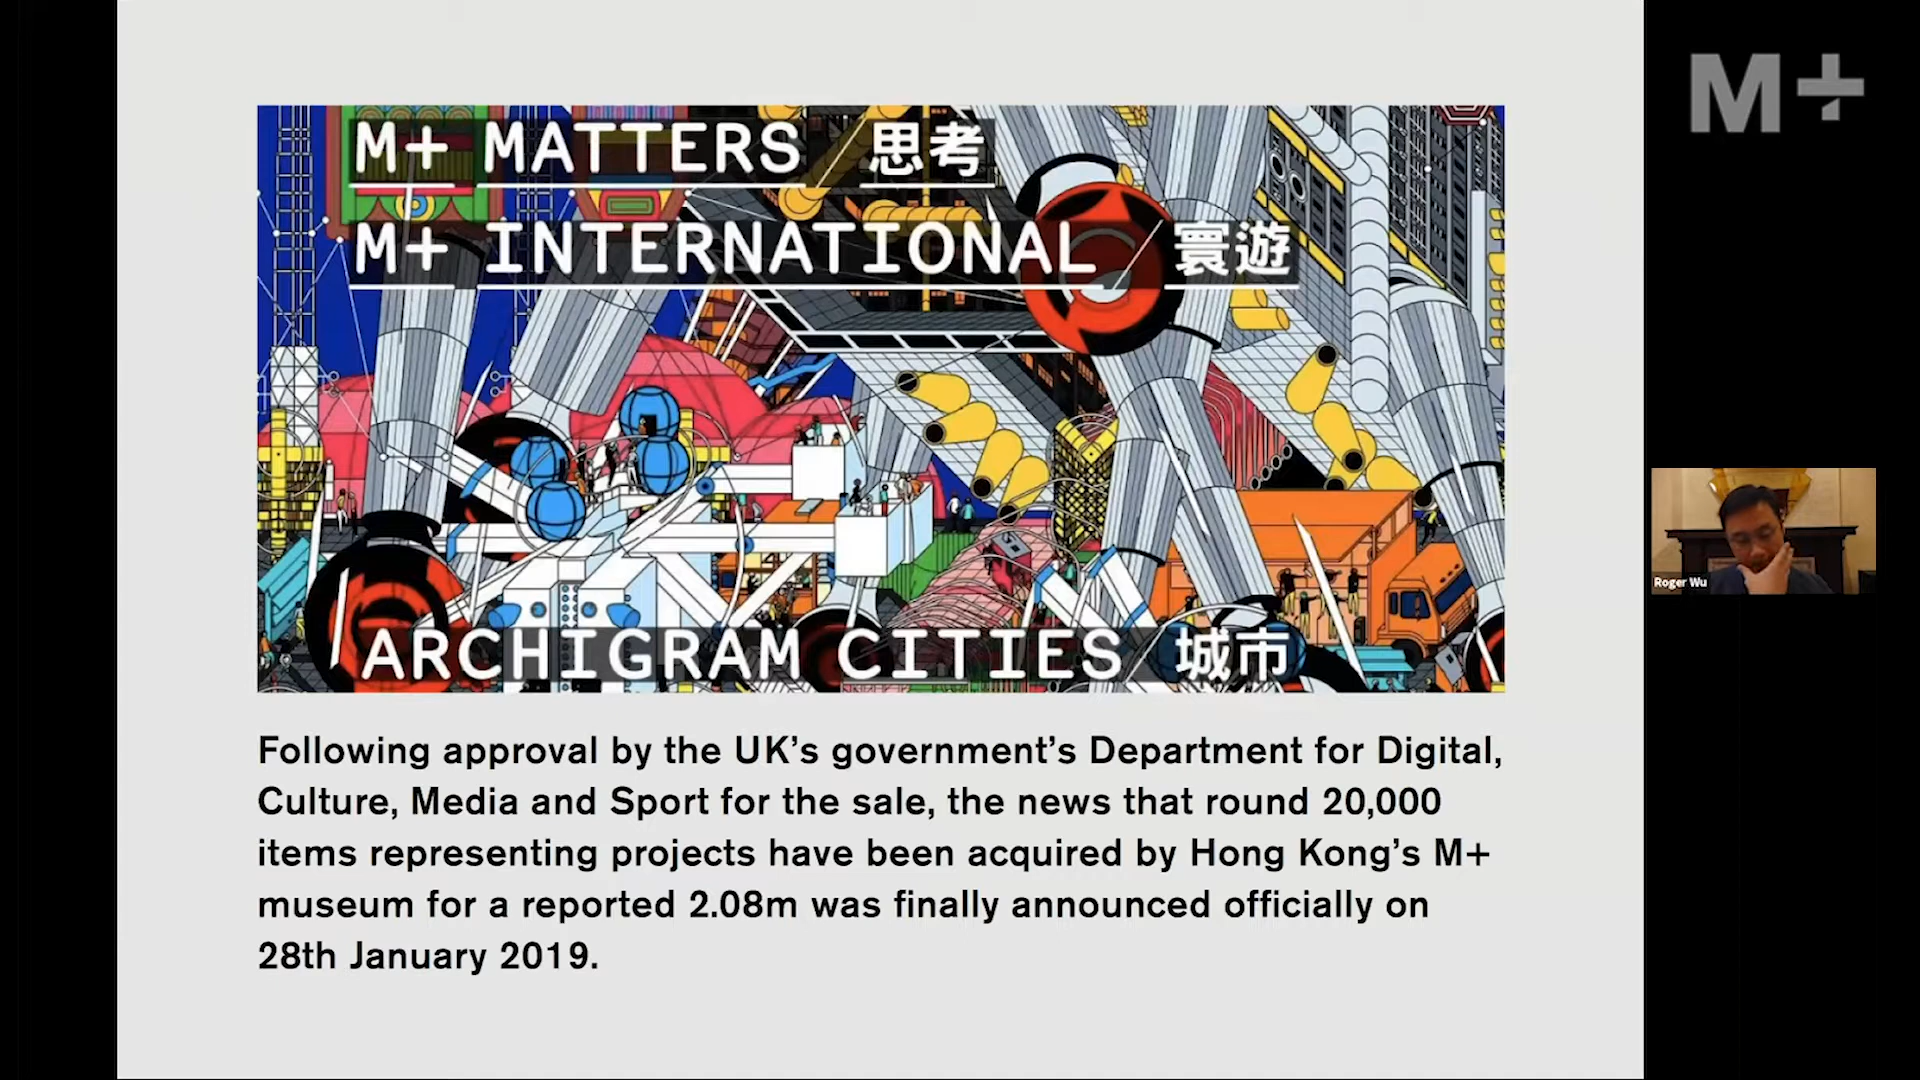 M+
M+ MATTERS / 思考
M+ INTERNATIONAL / 寰遊
ARCHIGRAM CITIES / 城市
Following approval by the UK’s government’s Department for Digital,
Culture, Media and Sport for the sale, the news that round 20,000
items representing projects have been acquired by Hong Kong’s M+
museum for a reported 2.08m was finally announced officially on
28th January 2019.
Roger Wu